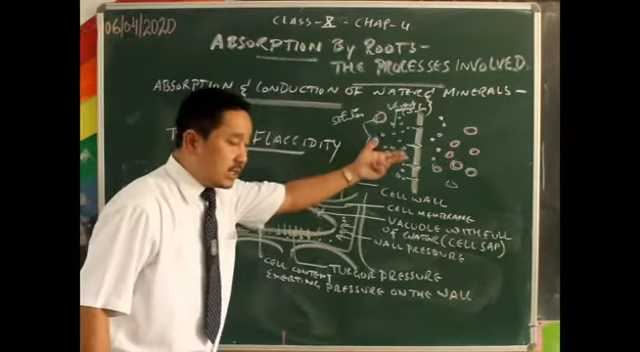 06/04/2020
CLASS-X-CHAP-4
ABSORPTION BY ROOTS-
THE PROCESSES INVOLVED.
ABSORPTION & CONDUCTION OF WATER & MINERALS-
FLACCIDITY
CELL WALL
CELL MEMBRANE
VACUOLE WITH FULL
OF WATER (CELL SAP)
WALL PRESSURE
CELL CONTENT
TURGOR PRESSURE
EXERTING PRESSURE ON THE WALL